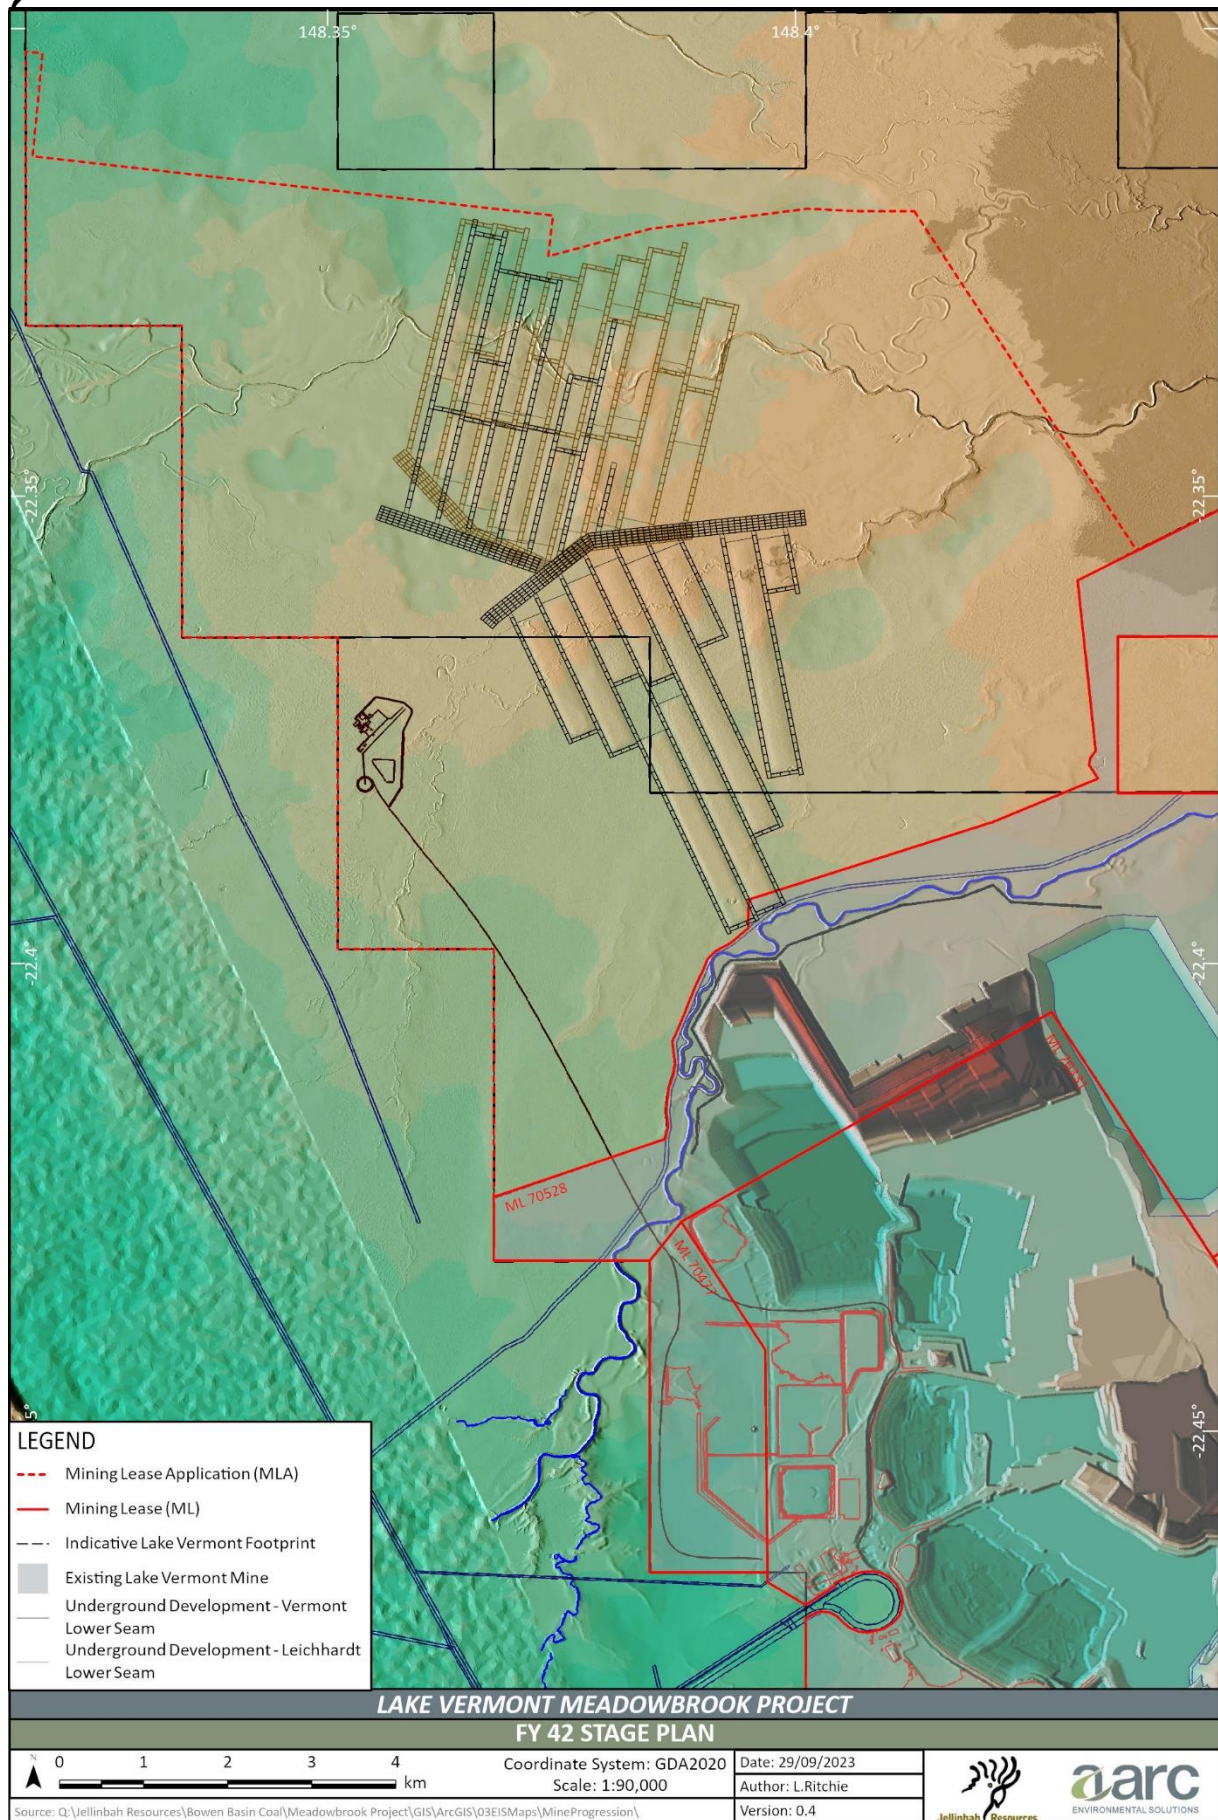 148.35°
148.4°
-22.35°
-22.35°
-22.4°
-22.4°
ML 70528
ML 70477
5°
-22.45°
LEGEND
Mining Lease Application (MLA)
Mining Lease (ML)
Indicative Lake Vermont Footprint
Existing Lake Vermont Mine
Underground Development - Vermont
Lower Seam
Underground Development - Leichhardt
Lower Seam
LAKE VERMONT MEADOWBROOK PROJECT
FY 42 STAGE PLAN
N
0 1 2 3 4
km
Coordinate System: GDA2020
Scale: 1:90,000
Date: 29/09/2023
Author: L.Ritchie
Version: 0.4
Source: Q:\Jellinbah Resources\Bowen Basin Coal\Meadowbrook Project\GIS\ArcGIS\03EISMaps\MineProgression\
Jellinbah Resources
aarc
ENVIRONMENTAL SOLUTIONS